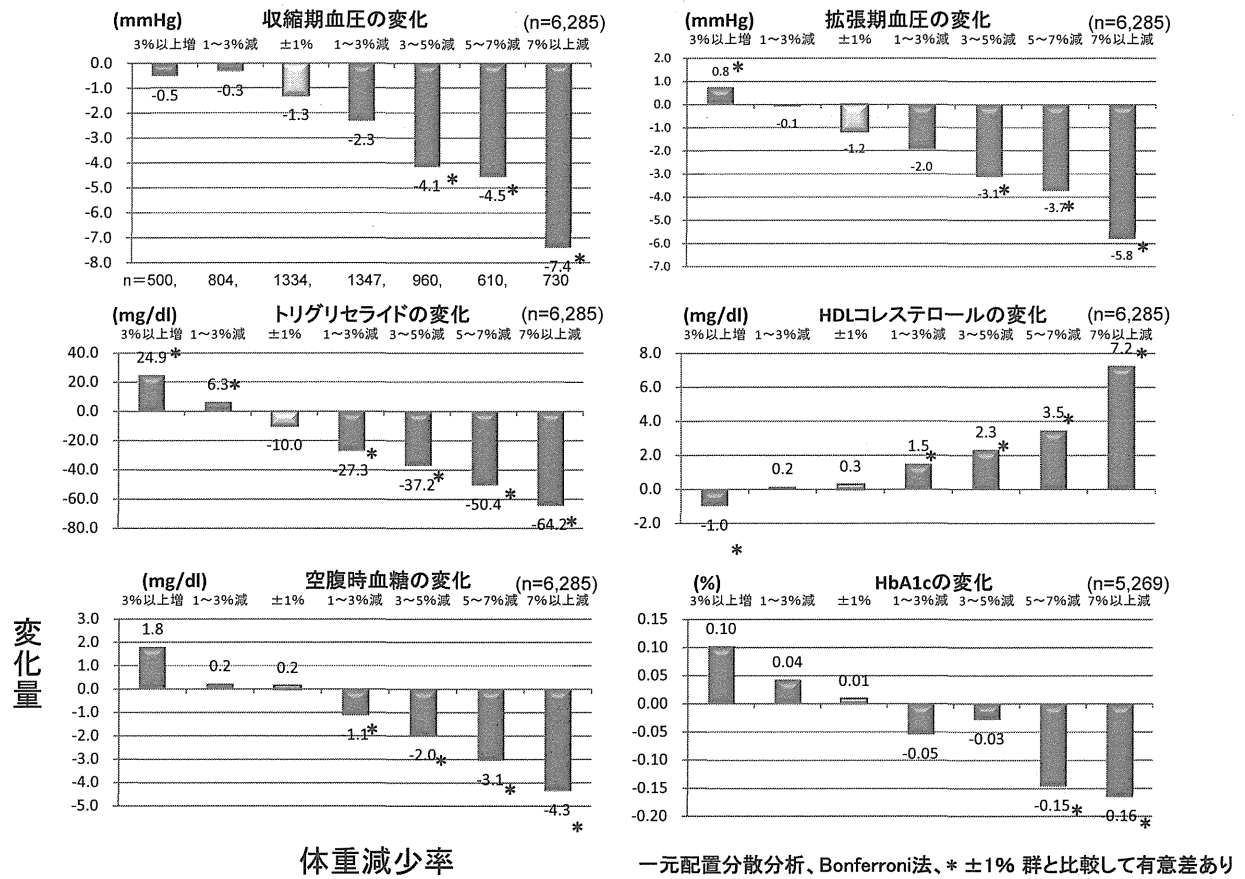 収縮期血圧の変化
(mmHg) (n=6,285)
3%以上増 1～3%減 ±1% 1～3%減 3～5%減 5～7%減 7%以上減
0.0
-1.0
-2.0
-3.0
-4.0
-5.0
-6.0
-7.0
-8.0
-0.5 -0.3 -1.3 -2.3 -4.1* -4.5* -7.4*
n=500, 804, 1334, 1347, 960, 610, 730
拡張期血圧の変化
(mmHg) (n=6,285)
3%以上増 1～3%減 ±1% 1～3%減 3～5%減 5～7%減 7%以上減
2.0
1.0
0.0
-1.0
-2.0
-3.0
-4.0
-5.0
-6.0
-7.0
0.8* -0.1 -1.2 -2.0 -3.1* -3.7* -5.8*
トリグリセライドの変化
(mg/dl) (n=6,285)
3%以上増 1～3%減 ±1% 1～3%減 3～5%減 5～7%減 7%以上減
40.0
20.0
0.0
-20.0
-40.0
-60.0
-80.0
24.9* 6.3* -10.0 -27.3* -37.2* -50.4* -64.2*
HDLコレステロールの変化
(mg/dl) (n=6,285)
3%以上増 1～3%減 ±1% 1～3%減 3～5%減 5～7%減 7%以上減
8.0
6.0
4.0
2.0
0.0
-2.0
-1.0* 0.2 0.3 1.5* 2.3* 3.5* 7.2*
空腹時血糖の変化
(mg/dl) (n=6,285)
3%以上増 1～3%減 ±1% 1～3%減 3～5%減 5～7%減 7%以上減
3.0
2.0
1.0
0.0
-1.0
-2.0
-3.0
-4.0
-5.0
1.8 0.2 0.2 -1.1* -2.0* -3.1* -4.3*
HbA1cの変化
(%) (n=5,269)
3%以上増 1～3%減 ±1% 1～3%減 3～5%減 5～7%減 7%以上減
0.15
0.10
0.05
0.00
-0.05
-0.10
-0.15
-0.20
0.10 0.04 0.01 -0.05 -0.03 -0.15* -0.16*
変化量
体重減少率
一元配置分散分析、Bonferroni法、* ±1% 群と比較して有意差あり